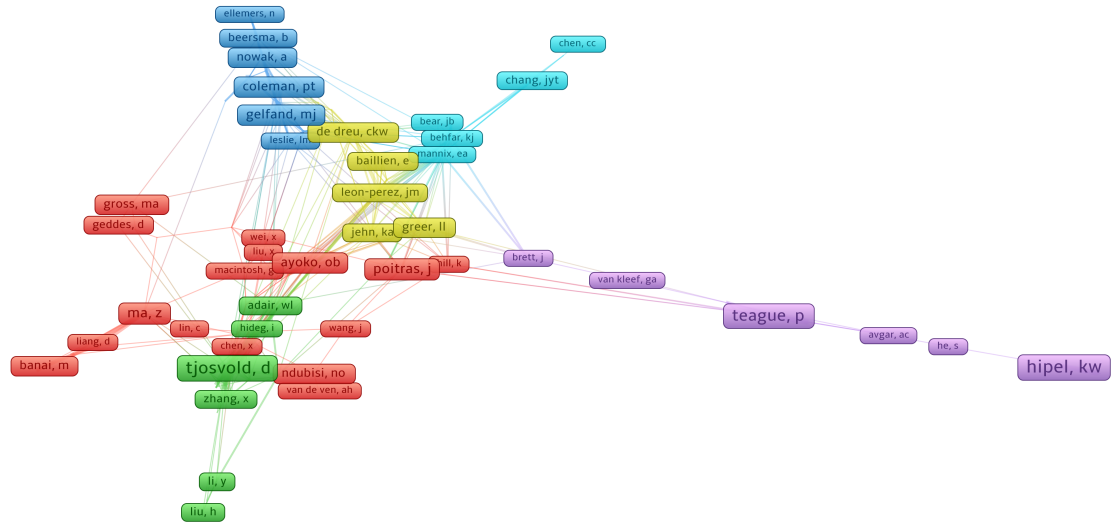 ellemers, n
beersma, b
chen, cc
nowak, a
chang, jyt
coleman, pt
gelfand, mj
bear, jb
de dreu, ckw
behfar, kj
leslie, lm
mannix, ea
baillien, e
leon-perez, jm
gross, ma
geddes, d
greer, ll
jehn, ka
wei, x
liu, x
brett, j
ayoko, ob
hill, k
poitras, j
macintosh, g
van kleef, ga
adair, wl
ma, z
teague, p
lin, c
hideg, i
wang, j
avgar, ac
liang, d
chen, x
he, s
banai, m
tjosvold, d
hipel, kw
ndubisi, no
van de ven, ah
zhang, x
li, y
liu, h